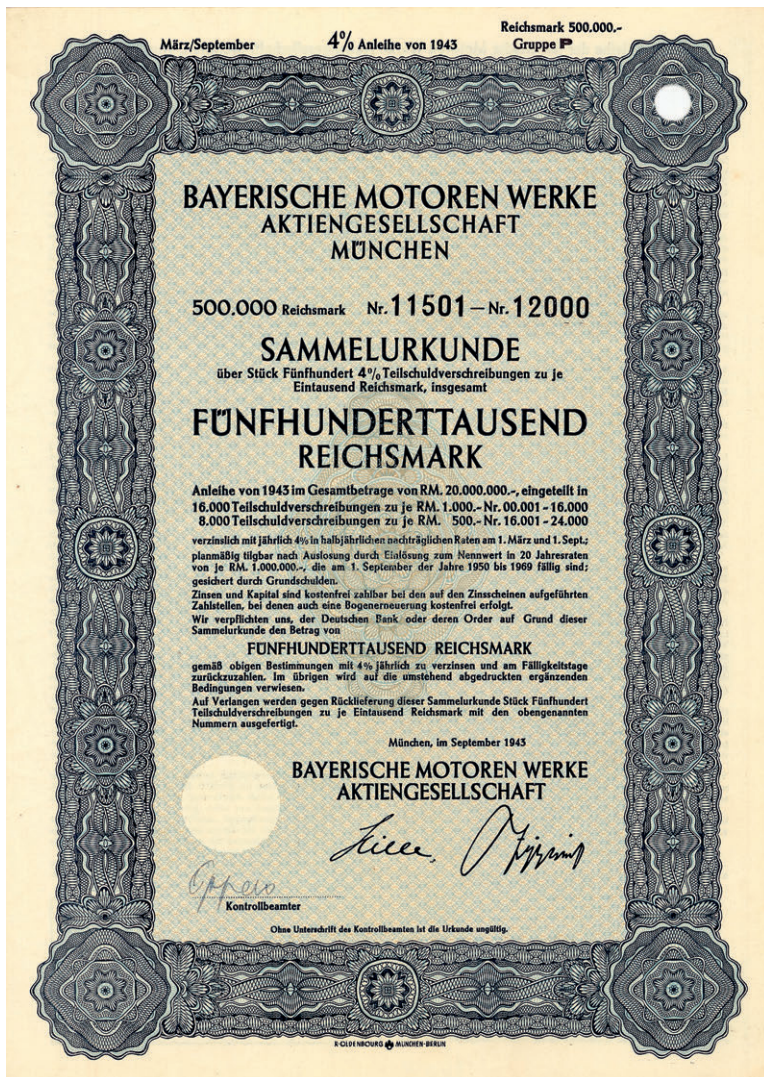 März/September
4% Anleihe von 1943
Reichsmark 500.000.-
Gruppe P
BAYERISCHE MOTOREN WERKE
AKTIENGESELLSCHAFT
MÜNCHEN
500.000 Reichsmark Nr. 11501 – Nr. 12000
SAMMELURKUNDE
über Stück Fünfhundert 4% Teilschuldverschreibungen zu je
Eintausend Reichsmark, insgesamt
FÜNFHUNDERTTAUSEND
REICHSMARK
Anleihe von 1943 im Gesamtbetrage von RM. 20.000.000.-, eingeteilt in
16.000 Teilschuldverschreibungen zu je RM. 1.000.- Nr. 00.001 - 16.000
8.000 Teilschuldverschreibungen zu je RM. 500.- Nr. 16.001 - 24.000
verzinslich mit jährlich 4% in halbjährlichen nachträglichen Raten am 1. März und 1. Sept.;
planmäßig tilgbar nach Auslosung durch Einlösung zum Nennwert in 20 Jahresraten
von je RM. 1.000.000.-, die am 1. September der Jahre 1950 bis 1969 fällig sind;
gesichert durch Grundschulden.
Zinsen und Kapital sind kostenfrei zahlbar bei den auf den Zinsscheinen aufgeführten
Zahlstellen, bei denen auch eine Bogenerneuerung kostenfrei erfolgt.
Wir verpflichten uns, der Deutschen Bank oder deren Order auf Grund dieser
Sammelurkunde den Betrag von
FÜNFHUNDERTTAUSEND REICHSMARK
gemäß obigen Bestimmungen mit 4% jährlich zu verzinsen und am Fälligkeitstage
zurückzuzahlen. Im übrigen wird auf die umstehend abgedruckten ergänzenden
Bedingungen verwiesen.
Auf Verlangen werden gegen Rücklieferung dieser Sammelurkunde Stück Fünfhundert
Teilschuldverschreibungen zu je Eintausend Reichsmark mit den obengenannten
Nummern ausgefertigt.
München, im September 1943
BAYERISCHE MOTOREN WERKE
AKTIENGESELLSCHAFT
Kontrollbeamter
Ohne Unterschrift des Kontrollbeamten ist die Urkunde ungültig.
R·OLDENBOURG MÜNCHEN-BERLIN